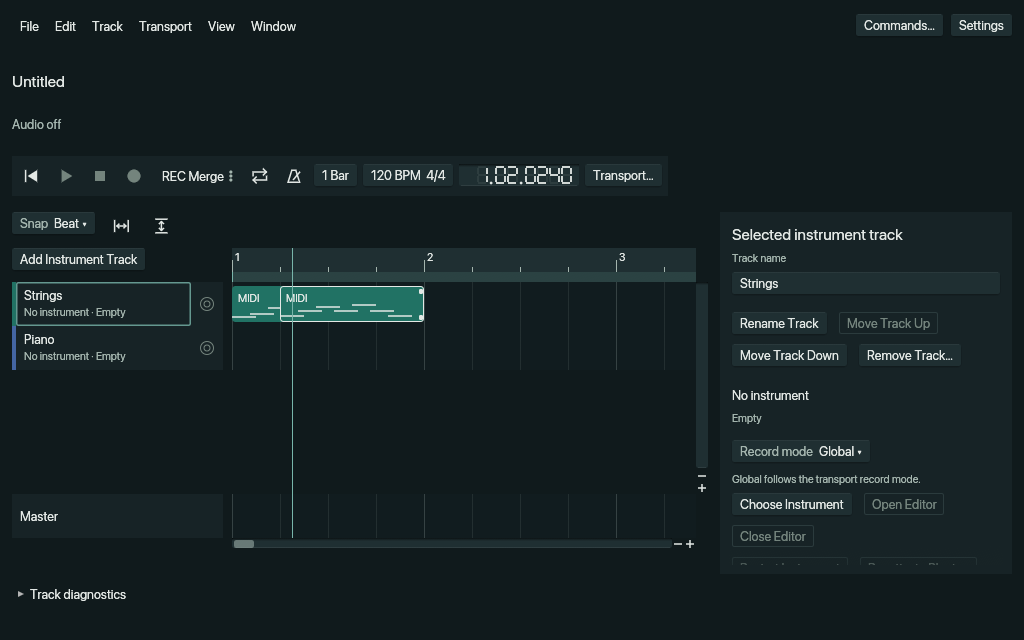 File Edit Track Transport View Window Commands... Settings
Untitled
Audio off
REC Merge 1 Bar 120 BPM 4/4 1.02.0240 Transport...
Snap Beat
Add Instrument Track
1 2 3
Strings
No instrument · Empty
MIDI MIDI
Piano
No instrument · Empty
Master
Selected instrument track
Track name
Strings
Rename Track Move Track Up
Move Track Down Remove Track...
No instrument
Empty
Record mode Global
Global follows the transport record mode.
Choose Instrument Open Editor
Close Editor
Track diagnostics